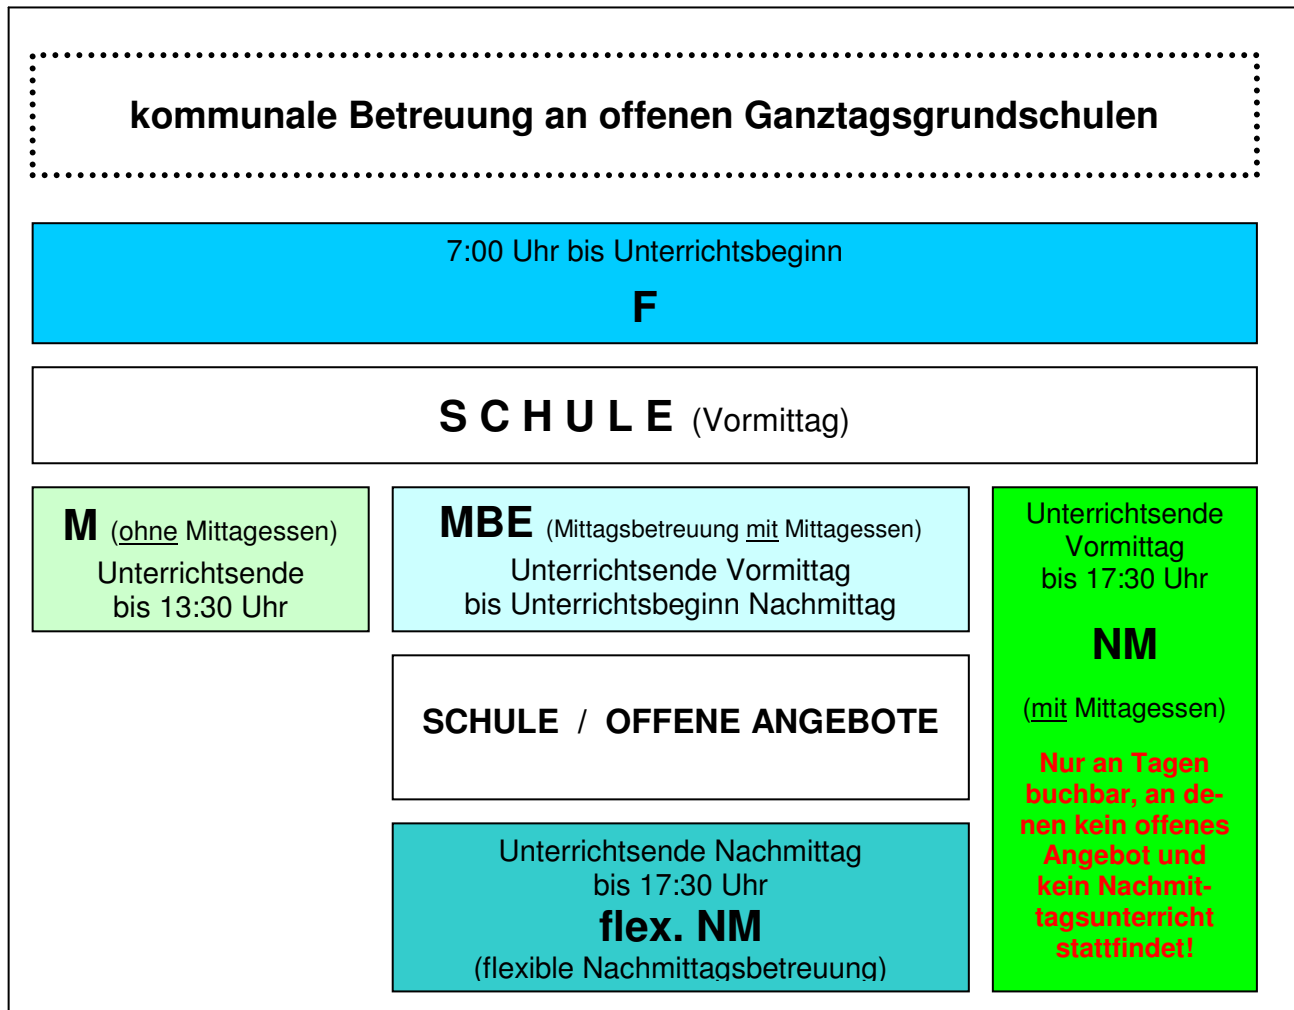 kommunale Betreuung an offenen Ganztagsgrundschulen
7:00 Uhr bis Unterrichtsbeginn
F
S C H U L E (Vormittag)
M (ohne Mittagessen)
Unterrichtsende
bis 13:30 Uhr
MBE (Mittagsbetreuung mit Mittagessen)
Unterrichtsende Vormittag
bis Unterrichtsbeginn Nachmittag
SCHULE / OFFENE ANGEBOTE
Unterrichtsende Nachmittag
bis 17:30 Uhr
flex. NM
(flexible Nachmittagsbetreuung)
Unterrichtsende
Vormittag
bis 17:30 Uhr
NM
(mit Mittagessen)
Nur an Tagen
buchbar, an de-
nen kein offenes
Angebot und
kein Nachmit-
tagsunterricht
stattfindet!